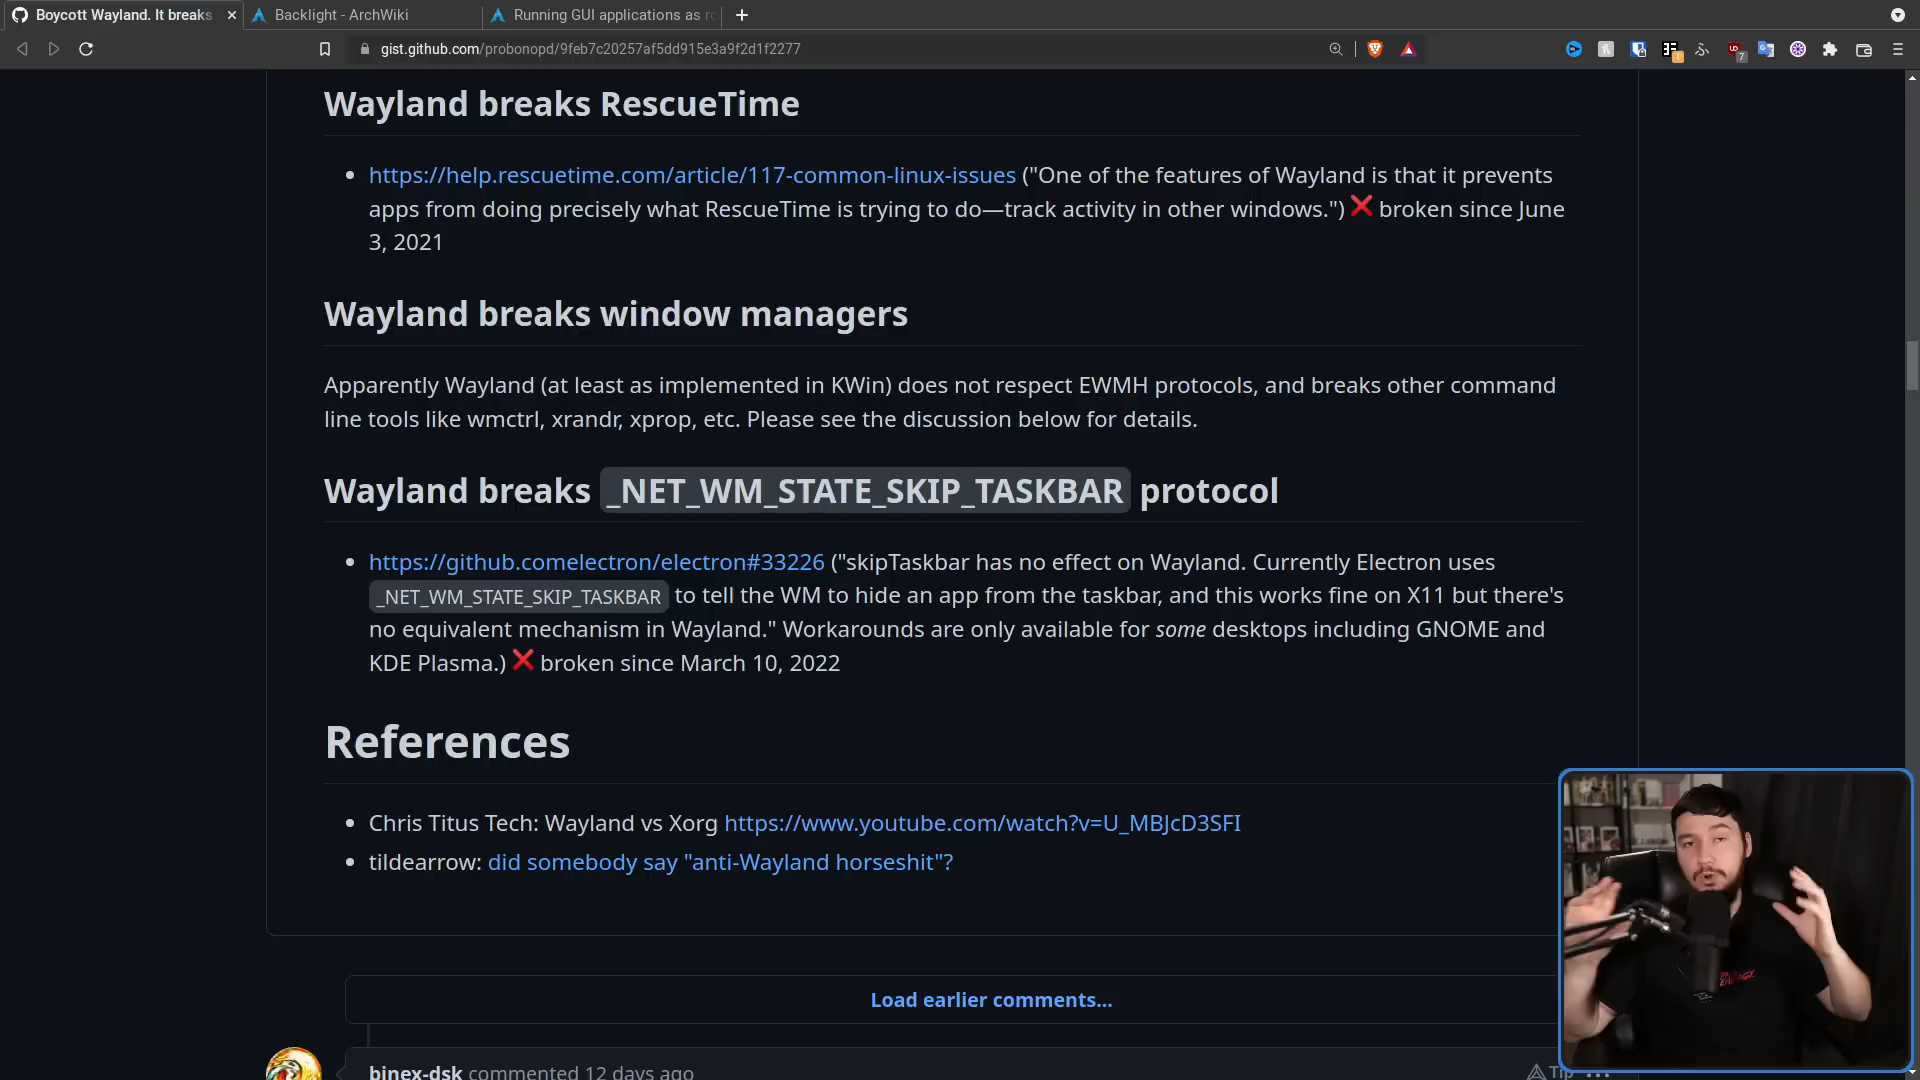 Boycott Wayland. It breaks
Backlight - ArchWiki
Running GUI applications as r
gist.github.com/probonopd/9feb7c20257af5dd915e3a9f2d1f2277
Wayland breaks RescueTime
https://help.rescuetime.com/article/117-common-linux-issues ("One of the features of Wayland is that it prevents
apps from doing precisely what RescueTime is trying to do—track activity in other windows.") ❌ broken since June
3, 2021
Wayland breaks window managers
Apparently Wayland (at least as implemented in KWin) does not respect EWMH protocols, and breaks other command
line tools like wmctrl, xrandr, xprop, etc. Please see the discussion below for details.
Wayland breaks _NET_WM_STATE_SKIP_TASKBAR protocol
https://github.comelectron/electron#33226 ("skipTaskbar has no effect on Wayland. Currently Electron uses
_NET_WM_STATE_SKIP_TASKBAR to tell the WM to hide an app from the taskbar, and this works fine on X11 but there's
no equivalent mechanism in Wayland." Workarounds are only available for some desktops including GNOME and
KDE Plasma.) ❌ broken since March 10, 2022
References
Chris Titus Tech: Wayland vs Xorg https://www.youtube.com/watch?v=U_MBJcD3SFI
tildearrow: did somebody say "anti-Wayland horseshit"?
Load earlier comments...
binex-dsk commented 12 days ago
Tip